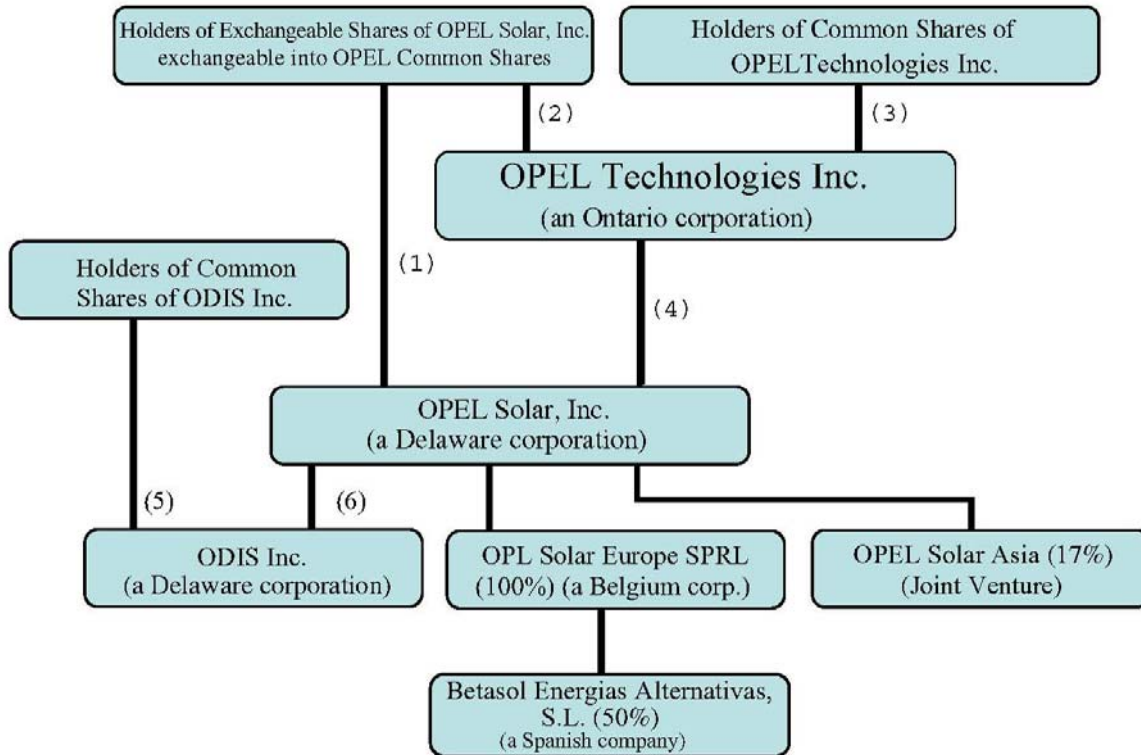 Holders of Exchangeable Shares of OPEL Solar, Inc.
exchangeable into OPEL Common Shares
Holders of Common Shares of
OPELTechnologies Inc.
(2)
(3)
OPEL Technologies Inc.
(an Ontario corporation)
Holders of Common
Shares of ODIS Inc.
(1)
(4)
OPEL Solar, Inc.
(a Delaware corporation)
(5)
(6)
ODIS Inc.
(a Delaware corporation)
OPL Solar Europe SPRL
(100%) (a Belgium corp.)
OPEL Solar Asia (17%)
(Joint Venture)
Betasol Energias Alternativas,
S.L. (50%)
(a Spanish company)